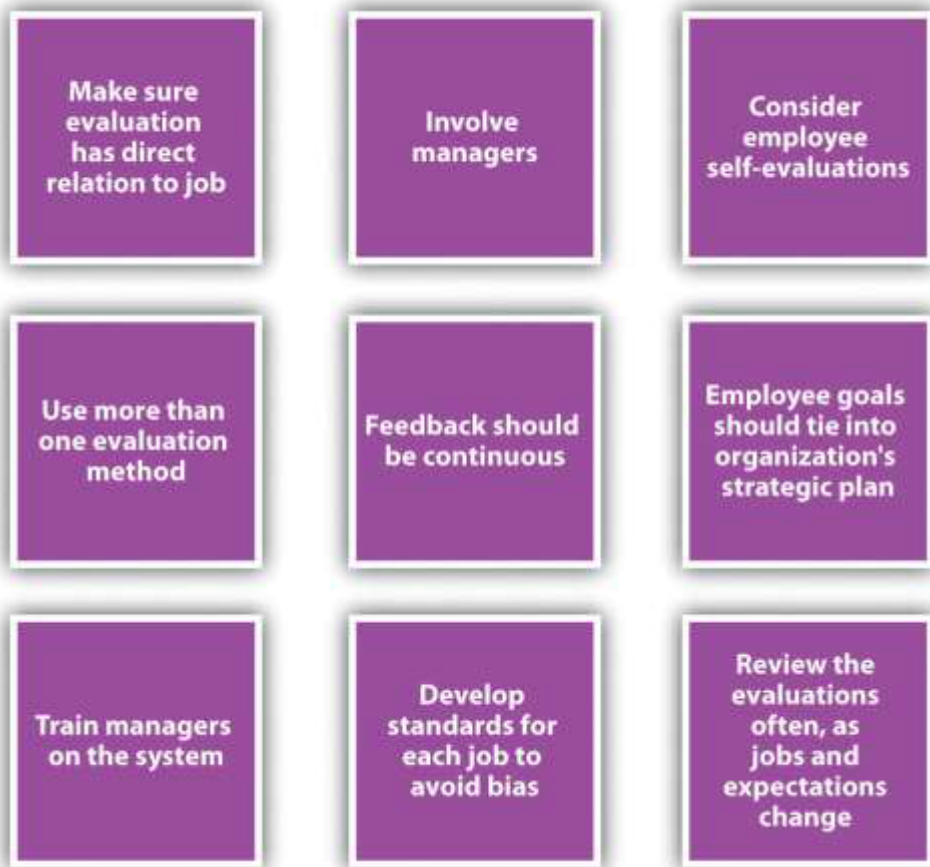 Make sure
evaluation
has direct
relation to job
Involve
managers
Consider
employee
self-evaluations
Use more than
one evaluation
method
Feedback should
be continuous
Employee goals
should tie into
organization's
strategic plan
Train managers
on the system
Develop
standards for
each job to
avoid bias
Review the
evaluations
often, as
jobs and
expectations
change